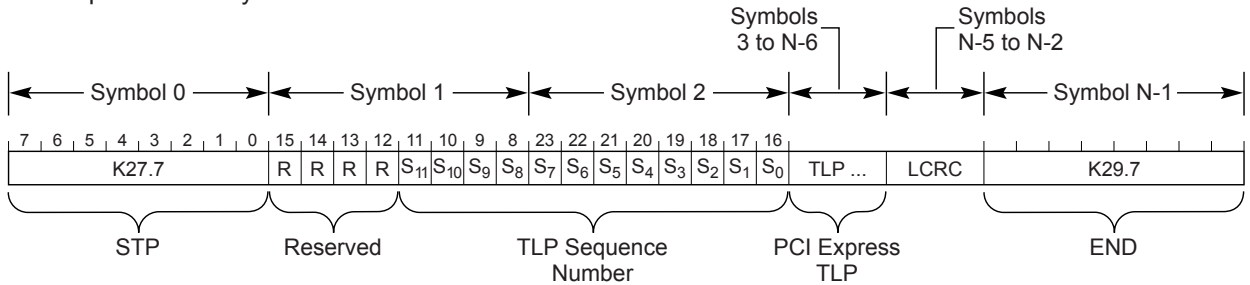 Symbols
3 to N-6
Symbols
N-5 to N-2
Symbol 0
Symbol 1
Symbol 2
Symbol N-1
7 6 5 4 3 2 1 0 15 14 13 12 11 10 9 8 23 22 21 20 19 18 17 16
K27.7 R R R R S11 S10 S9 S8 S7 S6 S5 S4 S3 S2 S1 S0 TLP ... LCRC K29.7
STP
Reserved
TLP Sequence
Number
PCI Express
TLP
END